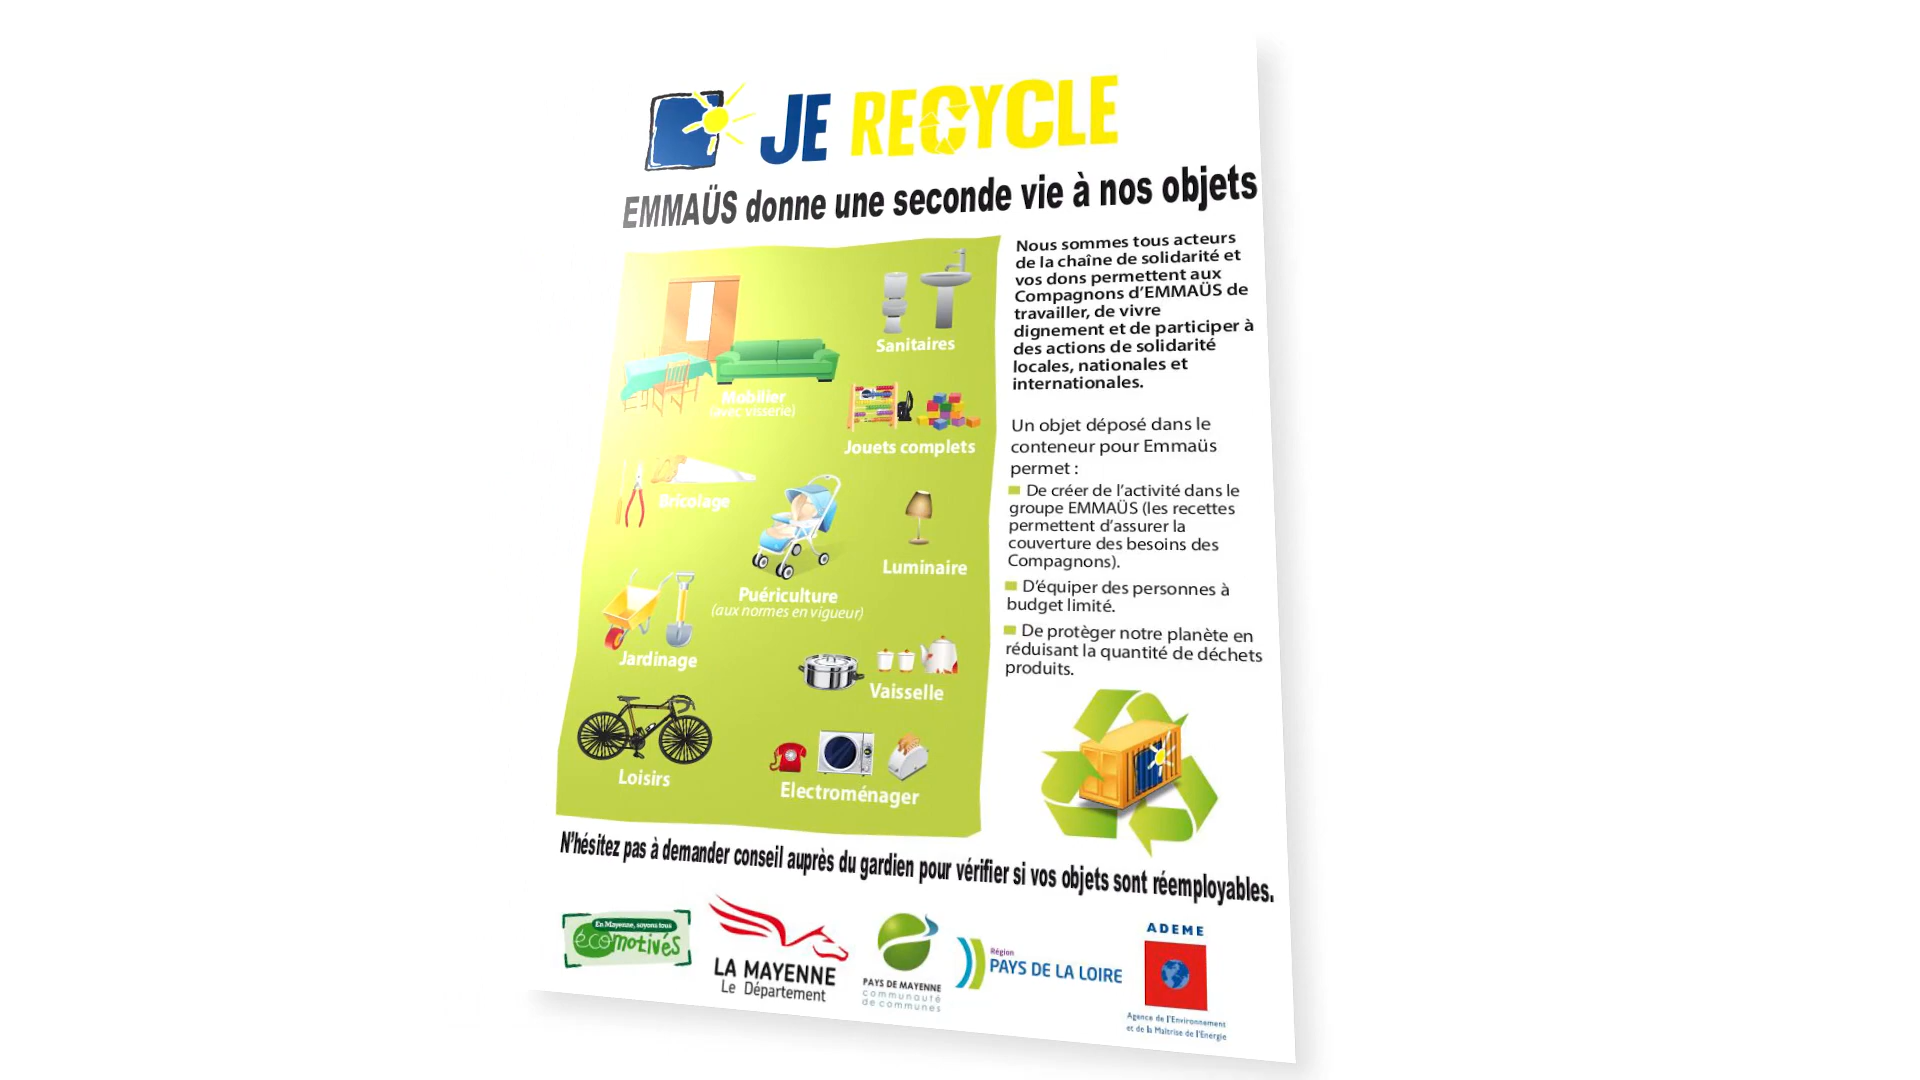 JE RECYCLE
EMMAÜS donne une seconde vie à nos objets
Sanitaires
Mobilier
(avec visserie)
Jouets complets
Bricolage
Luminaire
Puériculture
(aux normes en vigueur)
Jardinage
Vaisselle
Loisirs
Electroménager
Nous sommes tous acteurs
de la chaîne de solidarité et
vos dons permettent aux
Compagnons d'EMMAÜS de
travailler, de vivre
dignement et de participer à
des actions de solidarité
locales, nationales et
internationales.
Un objet déposé dans le
conteneur pour Emmaüs
permet :
De créer de l'activité dans le
groupe EMMAÜS (les recettes
permettent d'assurer la
couverture des besoins des
Compagnons).
D'équiper des personnes à
budget limité.
De protèger notre planète en
réduisant la quantité de déchets
produits.
N'hésitez pas à demander conseil auprès du gardien pour vérifier si vos objets sont réemployables.
En Mayenne, soyons tous
écomotivés
LA MAYENNE
Le Département
PAYS DE MAYENNE
communauté
de communes
Région
PAYS DE LA LOIRE
ADEME
Agence de l'Environnement
et de la Maîtrise de l'Energie